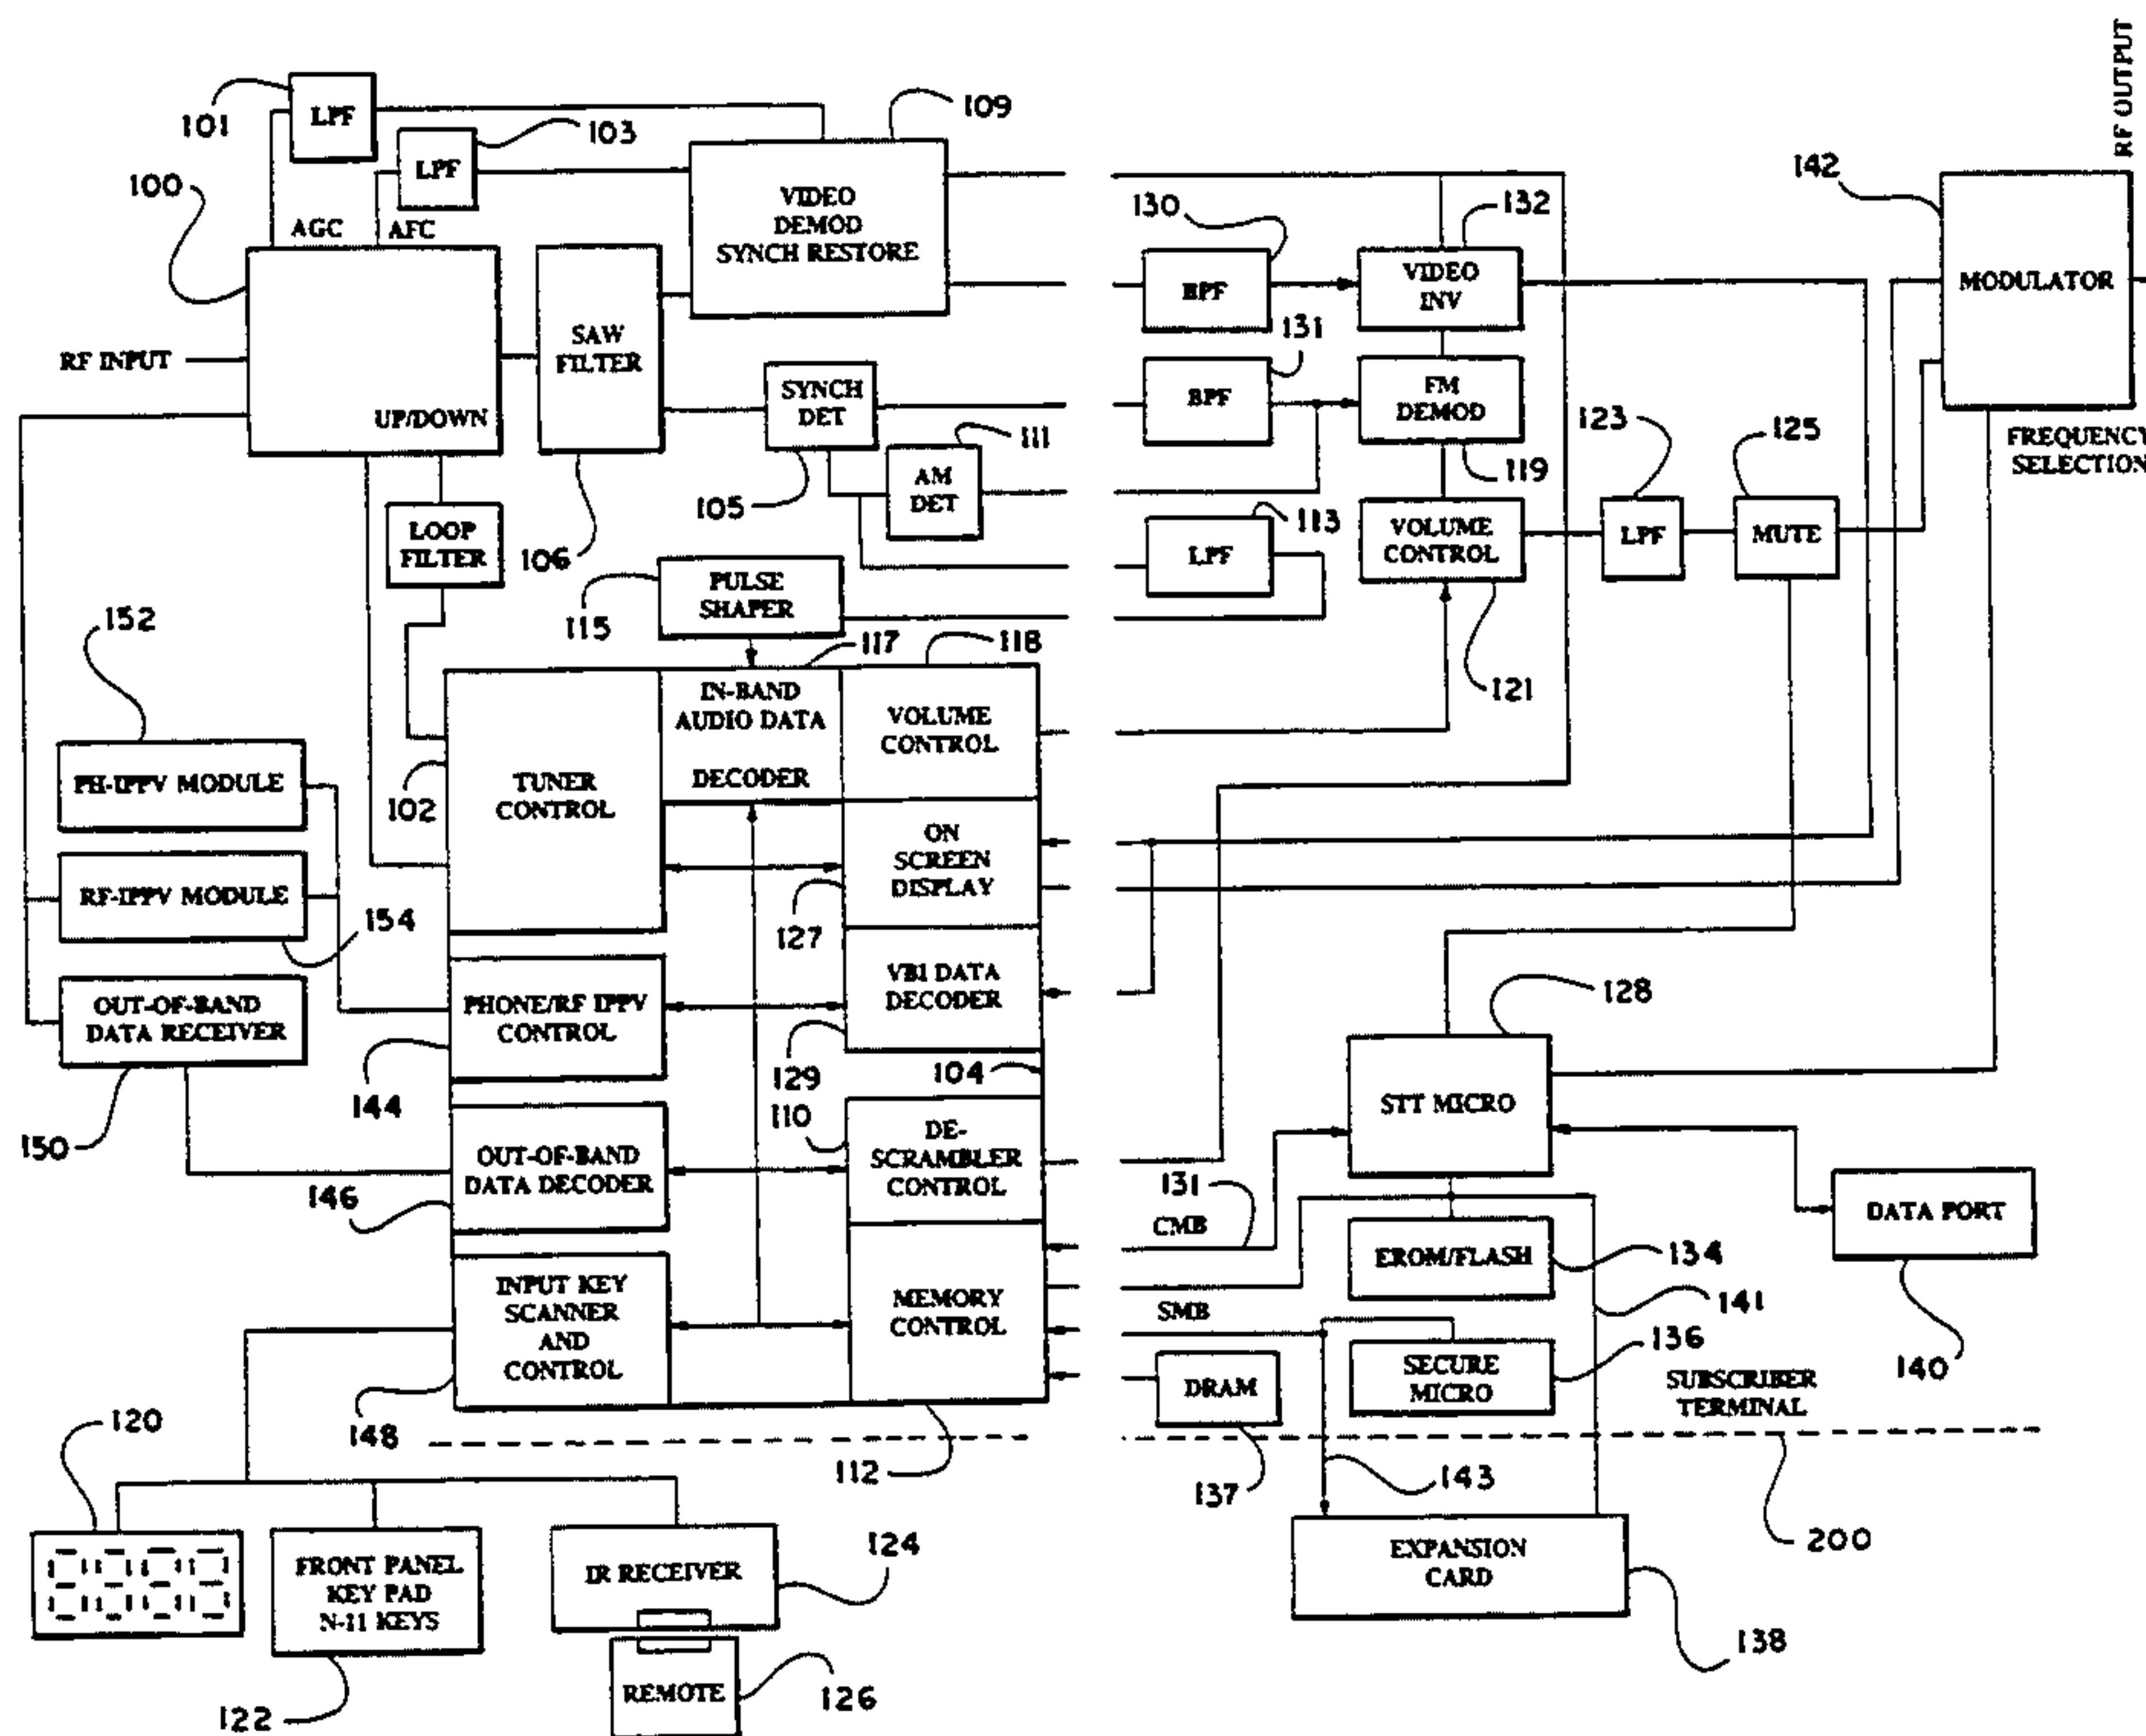 RF OUTPUT
101
LPF
109
103
LPF
100
AGC
AFC
VIDEO
DEMOD
SYNCH RESTORE
142
130
132
BPF
VIDEO
INV
MODULATOR
SAW
FILTER
RF INPUT
UP/DOWN
131
SYNCH
DET
BPF
FM
DEMOD
111
123
125
FREQUENCY
SELECTION
119
105
AM
DET
LOOP
FILTER
106
113
LPF
VOLUME
CONTROL
LPF
MUTE
PULSE
SHAPER
115
152
117
118
121
IN-BAND
AUDIO DATA
DECODER
VOLUME
CONTROL
PH-IPPV MODULE
102
TUNER
CONTROL
ON
SCREEN
DISPLAY
RF-IPPV MODULE
154
127
VBI DATA
DECODER
OUT-OF-BAND
DATA RECEIVER
PHONE/RF IPPV
CONTROL
128
144
129
104
150
110
STT MICRO
OUT-OF-BAND
DATA DECODER
DE-
SCRAMBLER
CONTROL
131
146
CMB
DATA PORT
INPUT KEY
SCANNER
AND
CONTROL
MEMORY
CONTROL
EROM/FLASH
134
141
SMB
136
SECURE
MICRO
140
DRAM
SUBSCRIBER
TERMINAL
120
148
112
137
143
200
FRONT PANEL
KEY PAD
N-11 KEYS
IR RECEIVER
124
EXPANSION
CARD
138
REMOTE
126
122